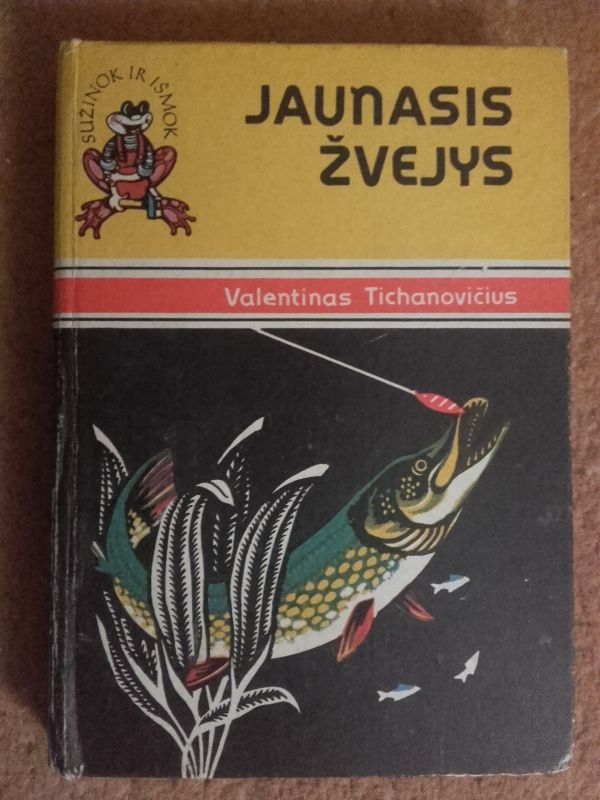 SUŽINOK IR IŠMOK
JAUNASIS
ŽVEJYS
Valentinas Tichanovičius